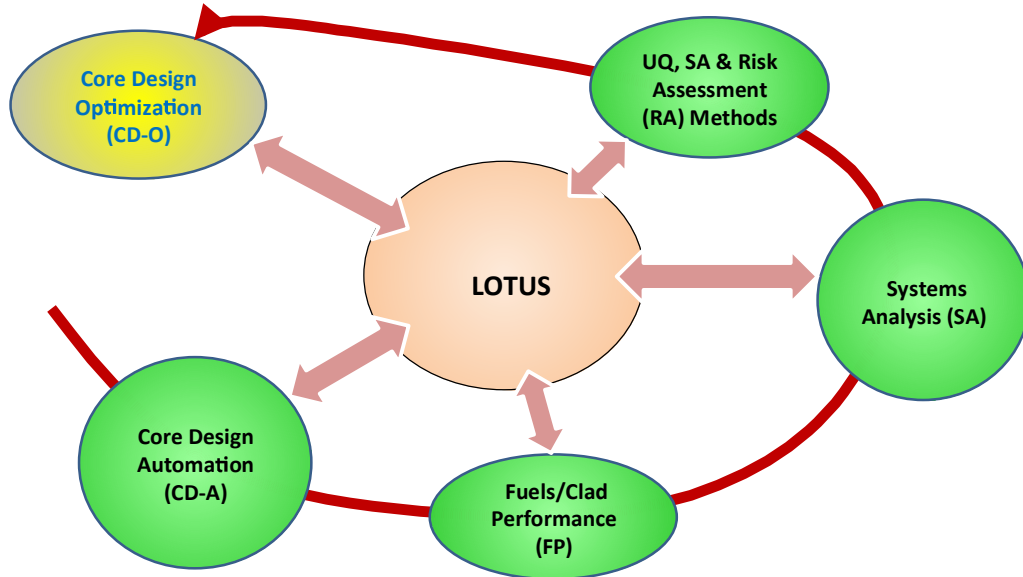 Core Design
Optimization
(CD-O)
UQ, SA & Risk
Assessment
(RA) Methods
LOTUS
Systems
Analysis (SA)
Core Design
Automation
(CD-A)
Fuels/Clad
Performance
(FP)